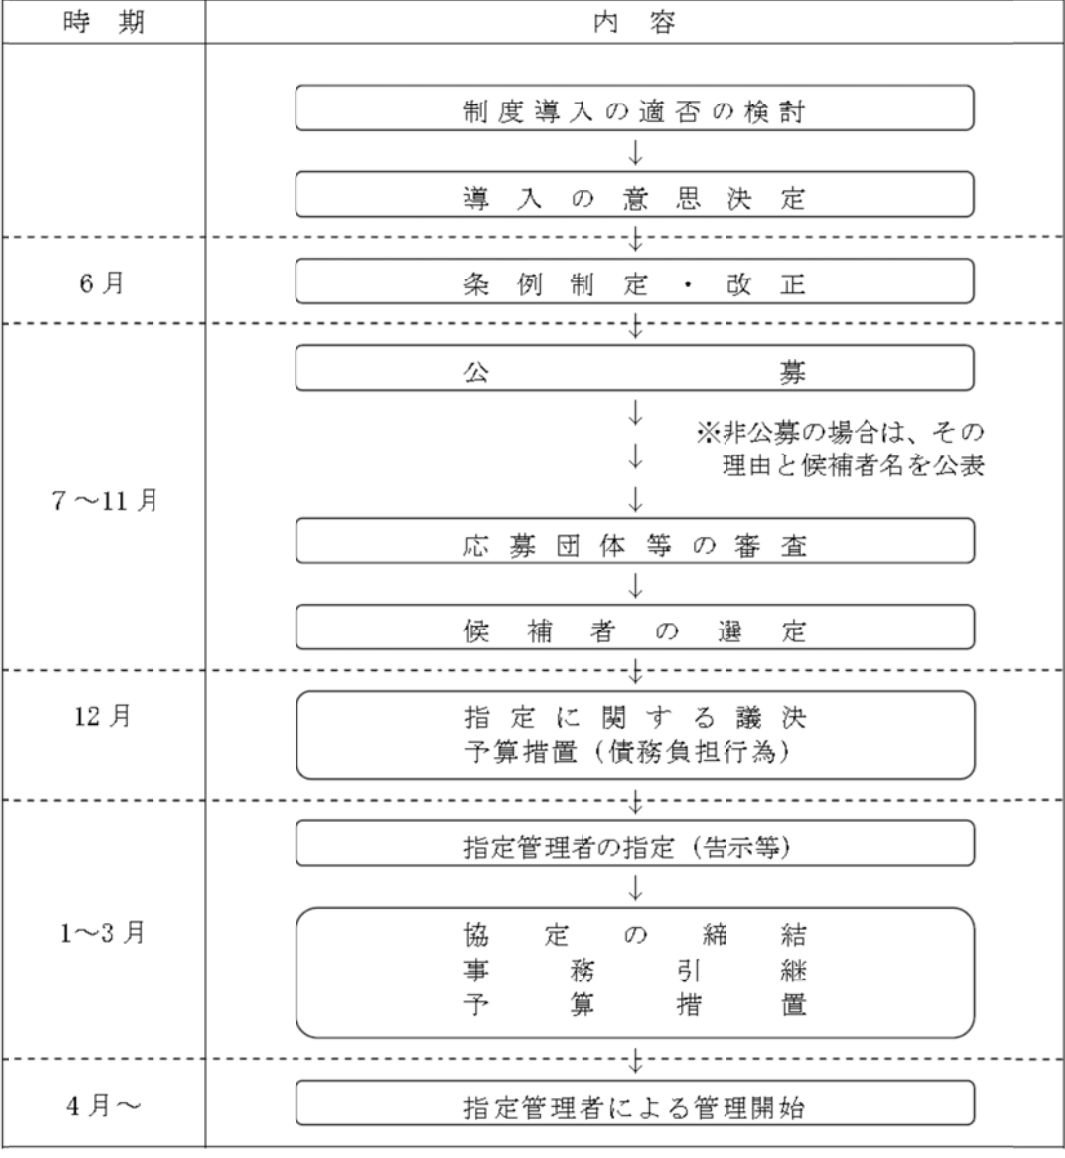 時期 内容
制度導入の適否の検討
↓
導入の意思決定
↓
6月 条例制定・改正
↓
公募
↓
※非公募の場合は、その
↓
理由と候補者名を公表
↓
7～11月
応募団体等の審査
↓
候補者の選定
↓
12月 指定に関する議決
予算措置（債務負担行為）
↓
指定管理者の指定（告示等）
↓
1～3月 協定の締結
事務引継
予算措置
↓
4月～ 指定管理者による管理開始